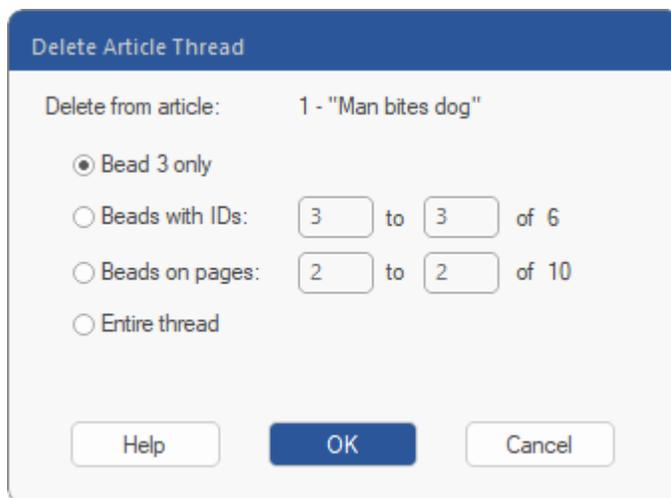 Delete Article Thread
Delete from article: 1 - "Man bites dog"
Bead 3 only
Beads with IDs: 3 to 3 of 6
Beads on pages: 2 to 2 of 10
Entire thread
Help OK Cancel